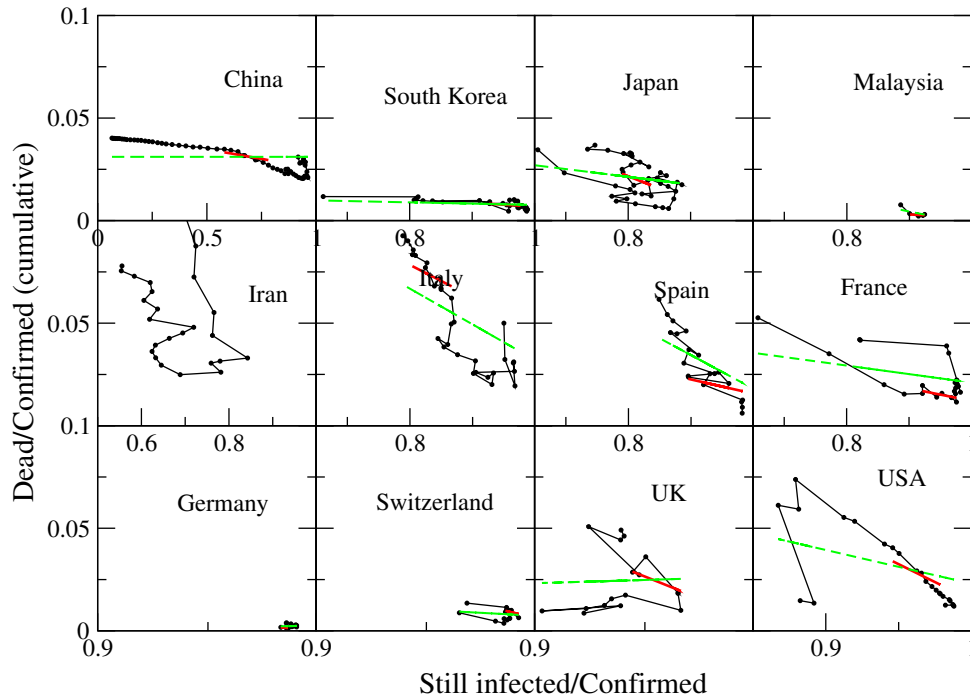 0.1
China
South Korea
Japan
Malaysia
0.05
0
0 0.5 1 0.8 1 0.8 0.8
Iran
Italy
Spain
France
0.05
0.1
0.6 0.8 0.8 0.8 0.8
Germany
Switzerland
UK
USA
0.05
0
0.9 0.9 0.9 1
Dead/Confirmed (cumulative)
Still infected/Confirmed